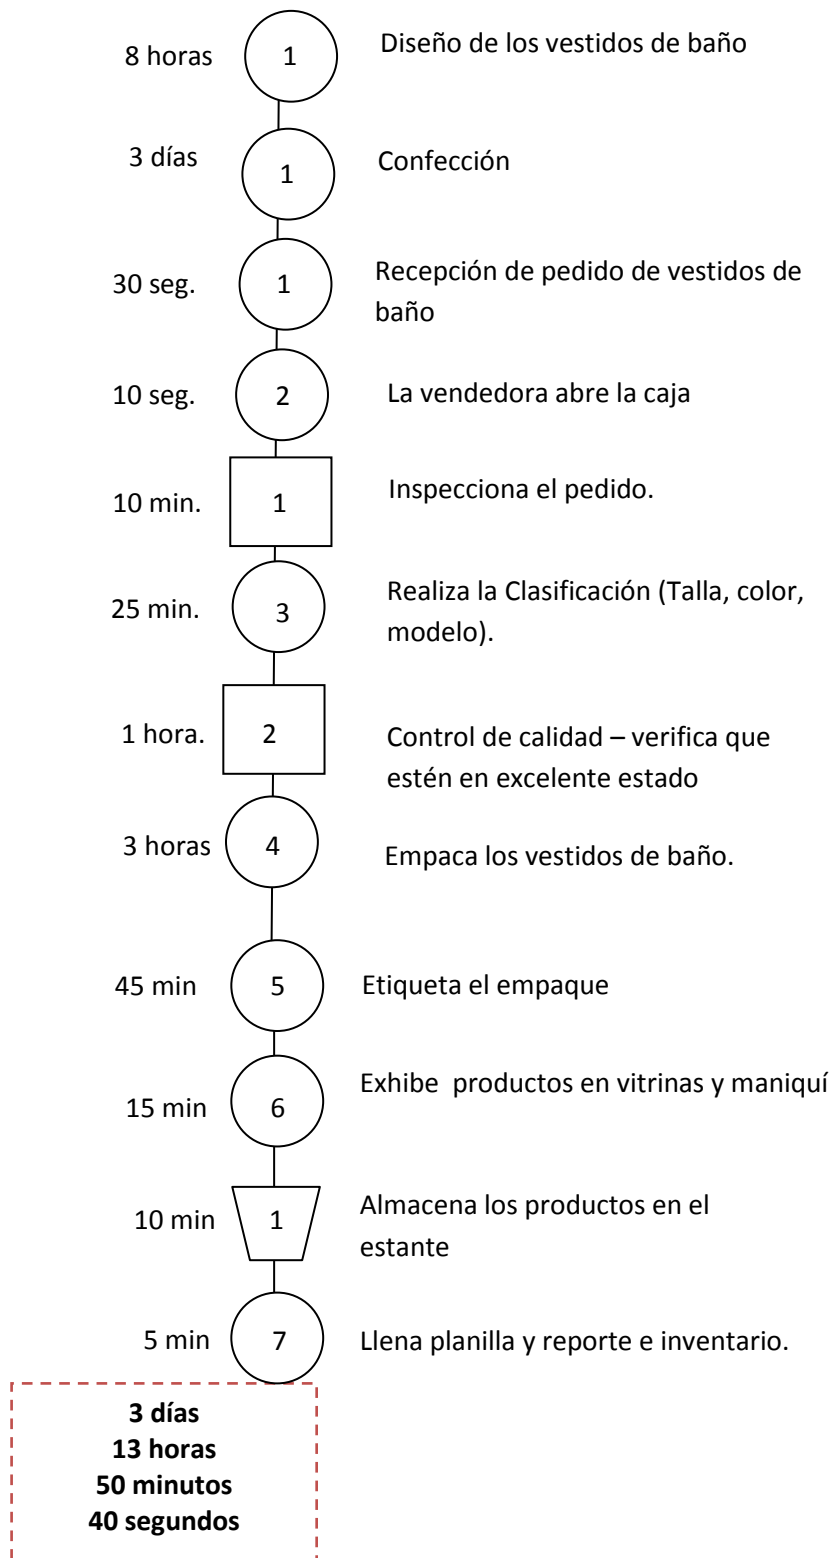 8 horas 1 Diseño de los vestidos de baño
3 días 1 Confección
30 seg. 1 Recepción de pedido de vestidos de
baño
10 seg. 2 La vendedora abre la caja
10 min. 1 Inspecciona el pedido.
25 min. 3 Realiza la Clasificación (Talla, color,
modelo).
1 hora. 2 Control de calidad – verifica que
estén en excelente estado
3 horas 4 Empaca los vestidos de baño.
45 min 5 Etiqueta el empaque
15 min 6 Exhibe productos en vitrinas y maniquí
10 min 1 Almacena los productos en el
estante
5 min 7 Llena planilla y reporte e inventario.
3 días
13 horas
50 minutos
40 segundos